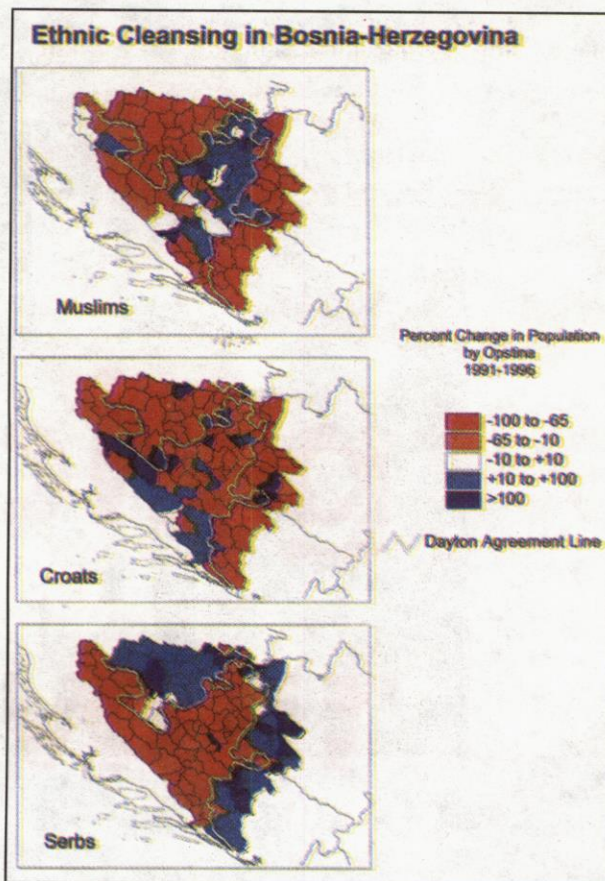 Ethnic Cleansing in Bosnia-Herzegovina
Muslims
Percent Change in Population
by Opstina
1991-1996
-100 to -65
-65 to -10
-10 to +10
+10 to +100
>100
Dayton Agreement Line
Croats
Serbs